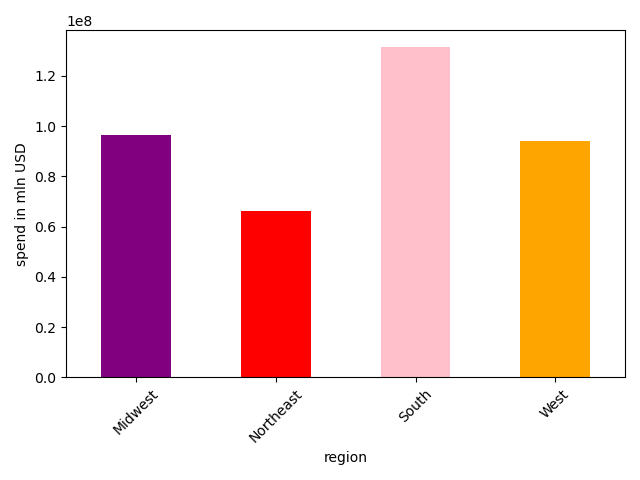 1e8
1.2
1.0
0.8
0.6
0.4
0.2
0.0
spend in mln USD
Midwest
Northeast
South
West
region